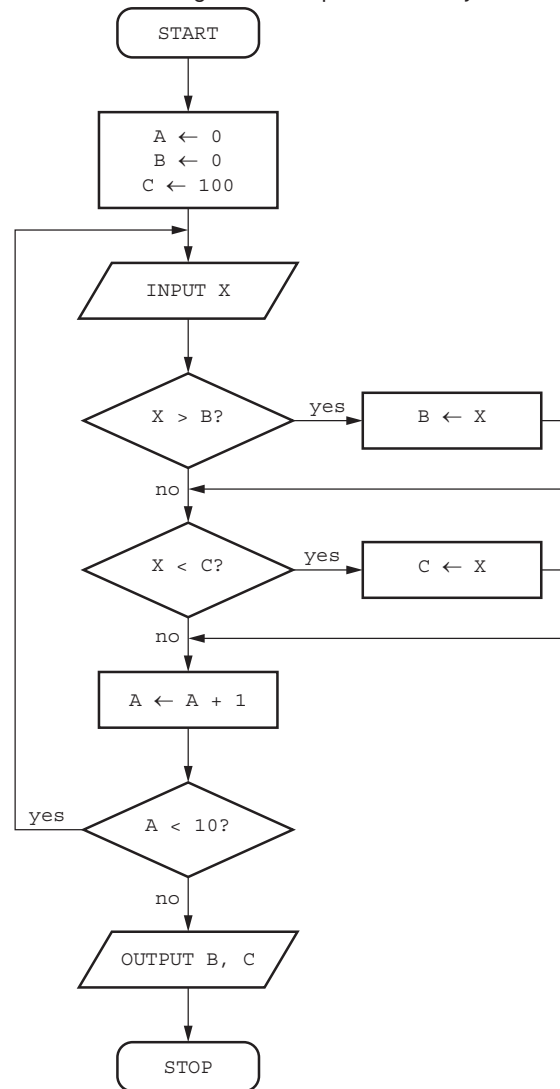 START
A ← 0
B ← 0
C ← 100
INPUT X
X > B?
yes
B ← X
no
X < C?
yes
C ← X
no
A ← A + 1
A < 10?
yes
no
OUTPUT B, C
STOP